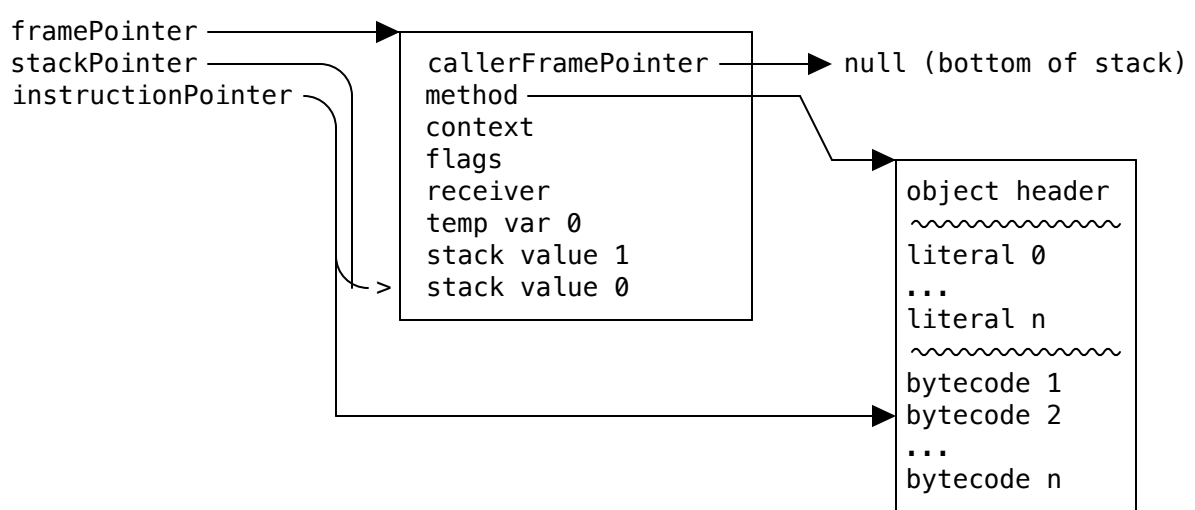 framePointer
stackPointer
instructionPointer
callerFramePointer
null (bottom of stack)
method
context
flags
receiver
temp var 0
stack value 1
> stack value 0
object header
literal 0
...
literal n
bytecode 1
bytecode 2
...
bytecode n